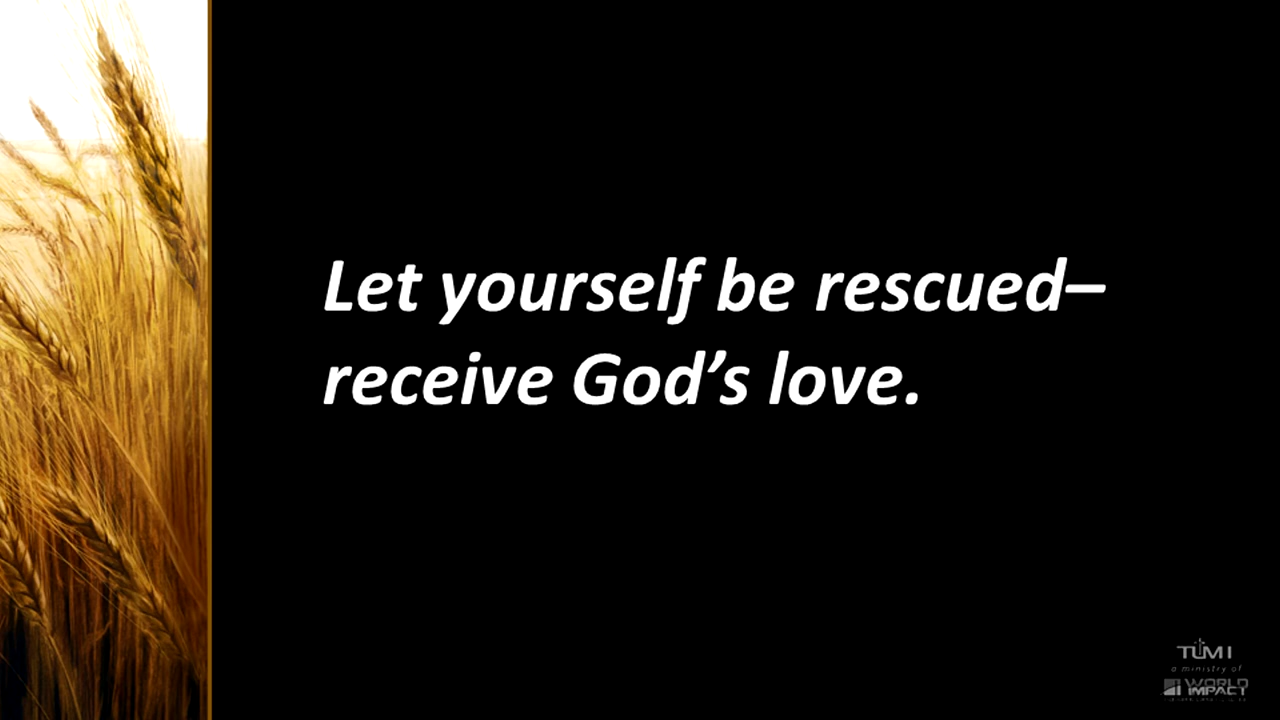 Let yourself be rescued–
receive God’s love.
TUMI
a ministry of
WORLD
IMPACT